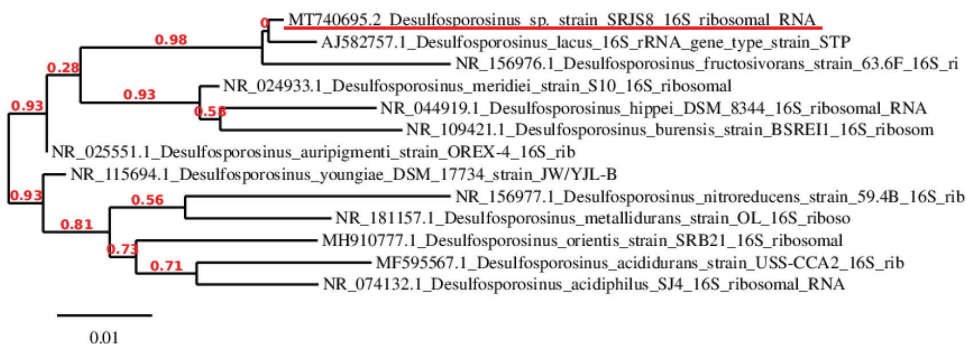 0 MT740695.2_Desulfosporosinus_sp._strain_SRJS8_16S_ribosomal_RNA
0.98 AJ582757.1_Desulfosporosinus_lacus_16S_rRNA_gene_type_strain_STP
NR_156976.1_Desulfosporosinus_fructosivorans_strain_63.6F_16S_ri
0.28 NR_024933.1_Desulfosporosinus_meridiei_strain_S10_16S_ribosomal
0.93 0.93 NR_044919.1_Desulfosporosinus_hippei_DSM_8344_16S_ribosomal_RNA
NR_109421.1_Desulfosporosinus_burensis_strain_BSREI1_16S_ribosom
NR_025551.1_Desulfosporosinus_auripigmenti_strain_OREX-4_16S_rib
NR_115694.1_Desulfosporosinus_youngiae_DSM_17734_strain_JW/YJL-B
0.93 0.56 NR_156977.1_Desulfosporosinus_nitroreducens_strain_59.4B_16S_rib
0.81 NR_181157.1_Desulfosporosinus_metallidurans_strain_OL_16S_riboso
0.73 MH910777.1_Desulfosporosinus_orientis_strain_SRB21_16S_ribosomal
0.71 MF595567.1_Desulfosporosinus_acididurans_strain_USS-CCA2_16S_rib
NR_074132.1_Desulfosporosinus_acidiphilus_SJ4_16S_ribosomal_RNA
0.01